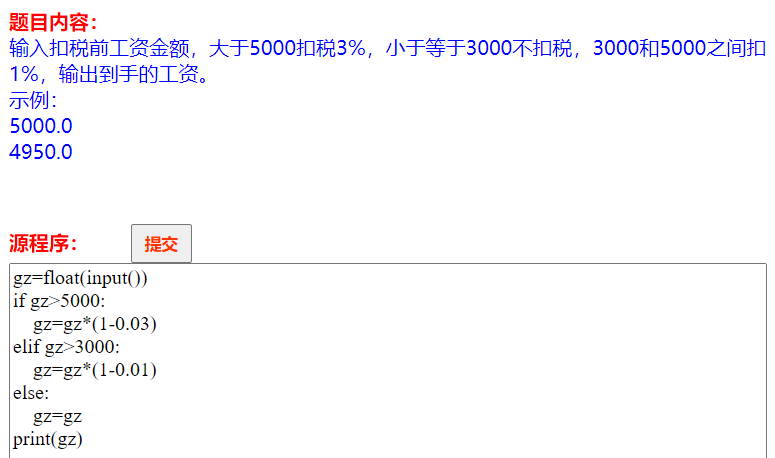 题目内容：
输入扣税前工资金额，大于5000扣税3%，小于等于3000不扣税，3000和5000之间扣
1%，输出到手的工资。
示例：
5000.0
4950.0
源程序： 提交
gz=float(input())
if gz>5000:
    gz=gz*(1-0.03)
elif gz>3000:
    gz=gz*(1-0.01)
else:
    gz=gz
print(gz)